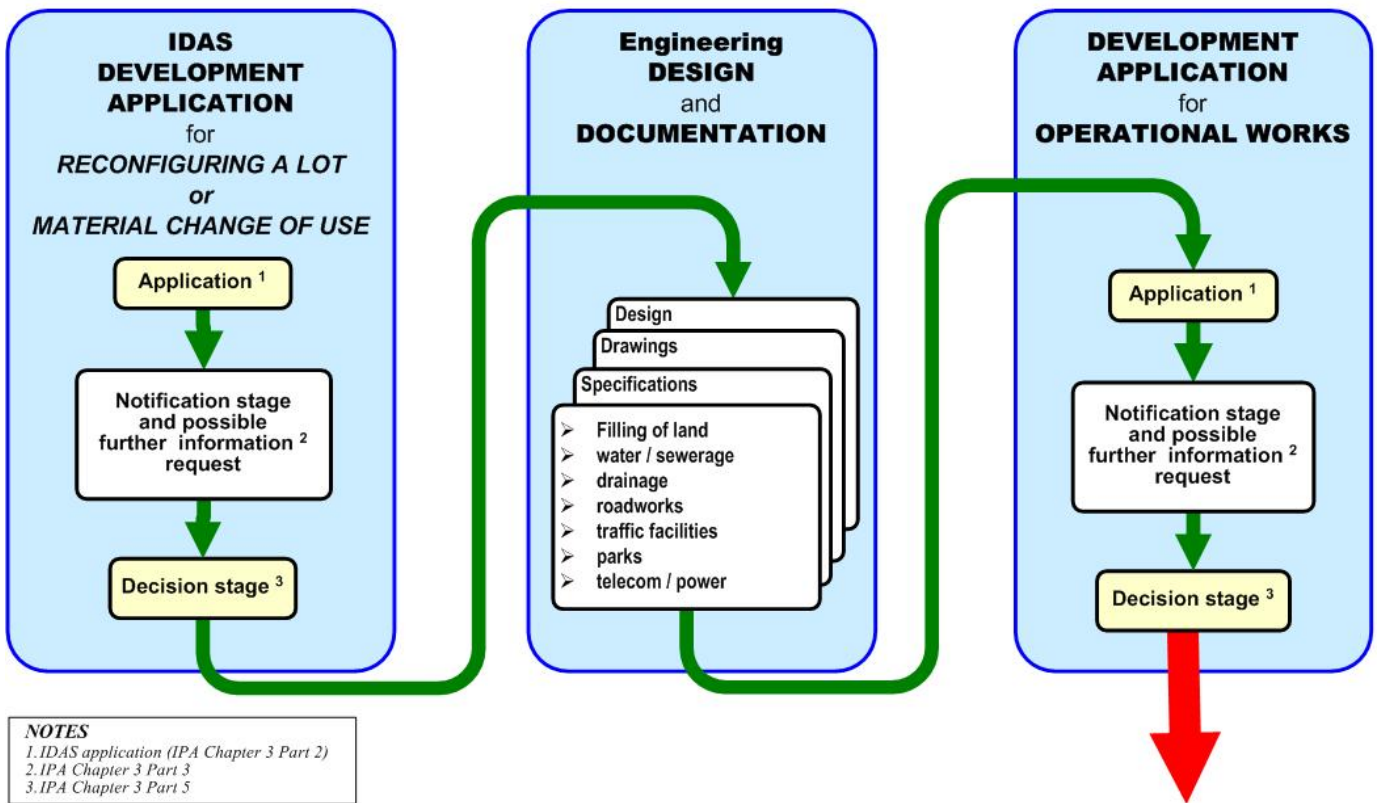 IDAS
DEVELOPMENT
APPLICATION
for
RECONFIGURING A LOT
or
MATERIAL CHANGE OF USE
Application ¹
Notification stage
and possible
further information ²
request
Decision stage ³
Engineering
DESIGN
and
DOCUMENTATION
Design
Drawings
Specifications
➢ Filling of land
➢ water / sewerage
➢ drainage
➢ roadworks
➢ traffic facilities
➢ parks
➢ telecom / power
DEVELOPMENT
APPLICATION
for
OPERATIONAL WORKS
Application ¹
Notification stage
and possible
further information ²
request
Decision stage ³
NOTES
1.IDAS application (IPA Chapter 3 Part 2)
2.IPA Chapter 3 Part 3
3.IPA Chapter 3 Part 5